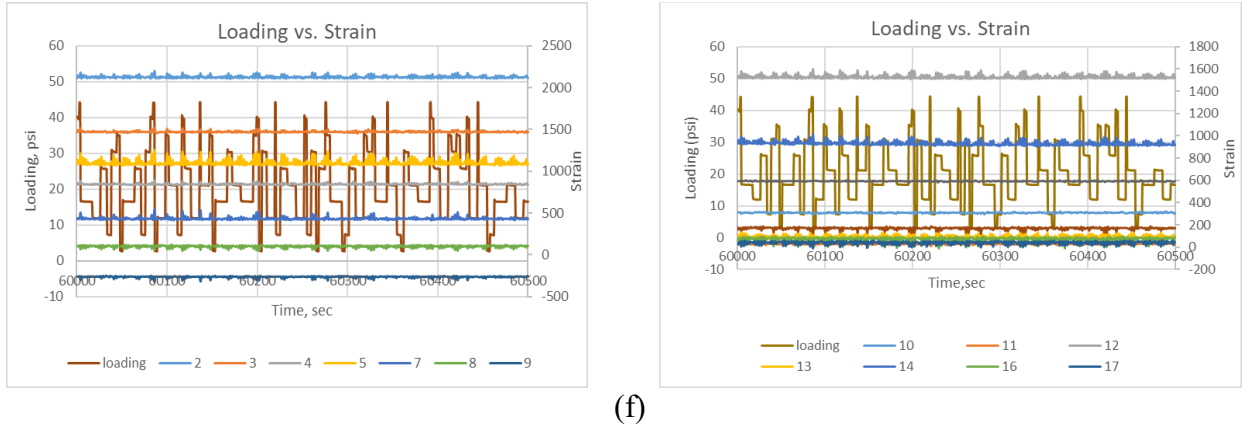 Loading vs. Strain
60
50
40
30
20
10
0
-10
Loading, psi
2500
2000
1500
1000
500
0
-500
Strain
60000 60100 60200 60300 60400 60500
Time, sec
loading 2 3 4 5 7 8 9
Loading vs. Strain
60
50
40
30
20
10
0
-10
Loading (psi)
1800
1600
1400
1200
1000
800
600
400
200
0
-200
Strain
60000 60100 60200 60300 60400 60500
Time,sec
loading 10 11 12
13 14 16 17
(f)